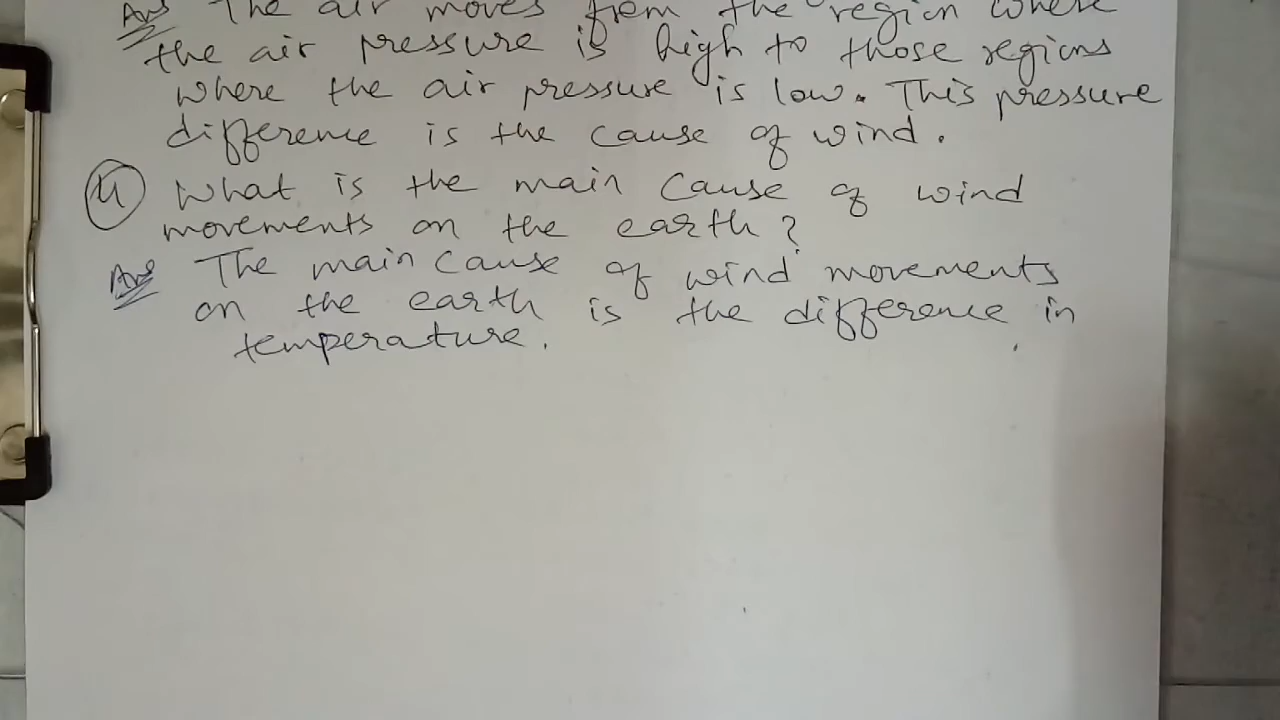 Ans The air moves from the region where
the air pressure is high to those regions
where the air pressure is low. This pressure
difference is the cause of wind.
4 What is the main cause of wind
movements on the earth?
Ans The main cause of wind movements
on the earth is the difference in
temperature.